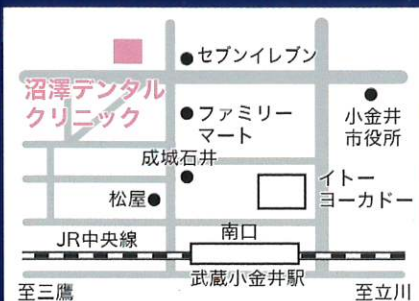 セブンイレブン
沼澤デンタル
クリニック
ファミリー
マート
小金井
市役所
成城石井
松屋
イトー
ヨーカドー
JR中央線
南口
武蔵小金井駅
至三鷹
至立川